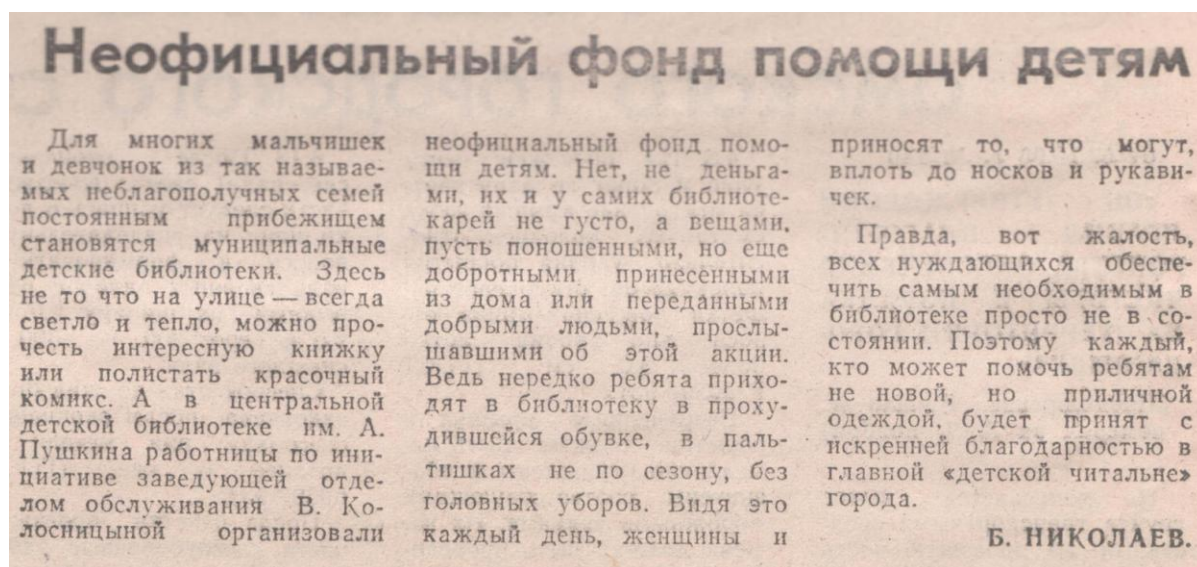 Неофициальный фонд помощи детям
Для многих мальчишек
и девчонок из так называе-
мых неблагополучных семей
постоянным прибежищем
становятся муниципальные
детские библиотеки. Здесь
не то что на улице — всегда
светло и тепло, можно про-
честь интересную книжку
или полистать красочный
комикс. А в центральной
детской библиотеке им. А.
Пушкина работницы по ини-
циативе заведующей отде-
лом обслуживания В. Ко-
лосницыной организовали
неофициальный фонд помо-
щи детям. Нет, не деньга-
ми, их и у самих библиоте-
карей не густо, а вещами,
пусть поношенными, но еще
добротными принесенными
из дома или переданными
добрыми людьми, прослы-
шавшими об этой акции.
Ведь нередко ребята прихо-
дят в библиотеку в проху-
дившейся обувке, в паль-
тишках не по сезону, без
головных уборов. Видя это
каждый день, женщины и
приносят то, что могут,
вплоть до носков и рукави-
чек.
Правда, вот жалость,
всех нуждающихся обеспе-
чить самым необходимым в
библиотеке просто не в со-
стоянии. Поэтому каждый,
кто может помочь ребятам
не новой, но приличной
одеждой, будет принят с
искренней благодарностью в
главной «детской читальне»
города.
Б. НИКОЛАЕВ.